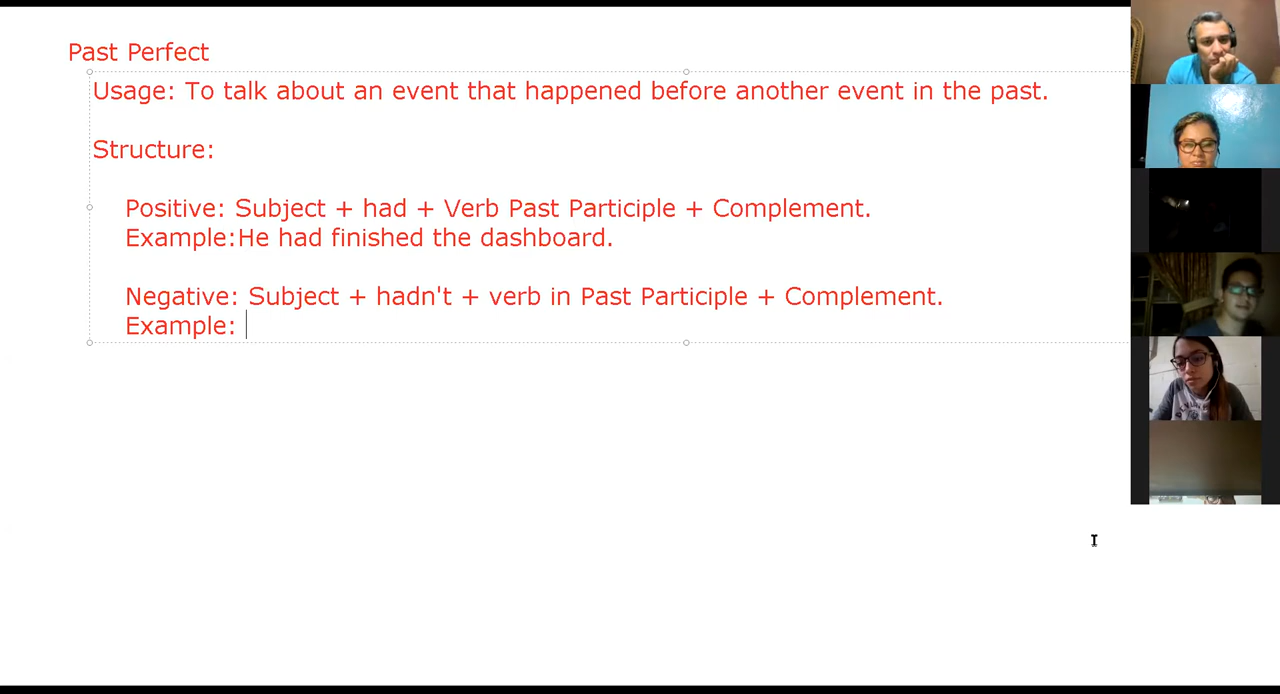 Past Perfect
Usage: To talk about an event that happened before another event in the past.
Structure:
Positive: Subject + had + Verb Past Participle + Complement.
Example:He had finished the dashboard.
Negative: Subject + hadn't + verb in Past Participle + Complement.
Example: